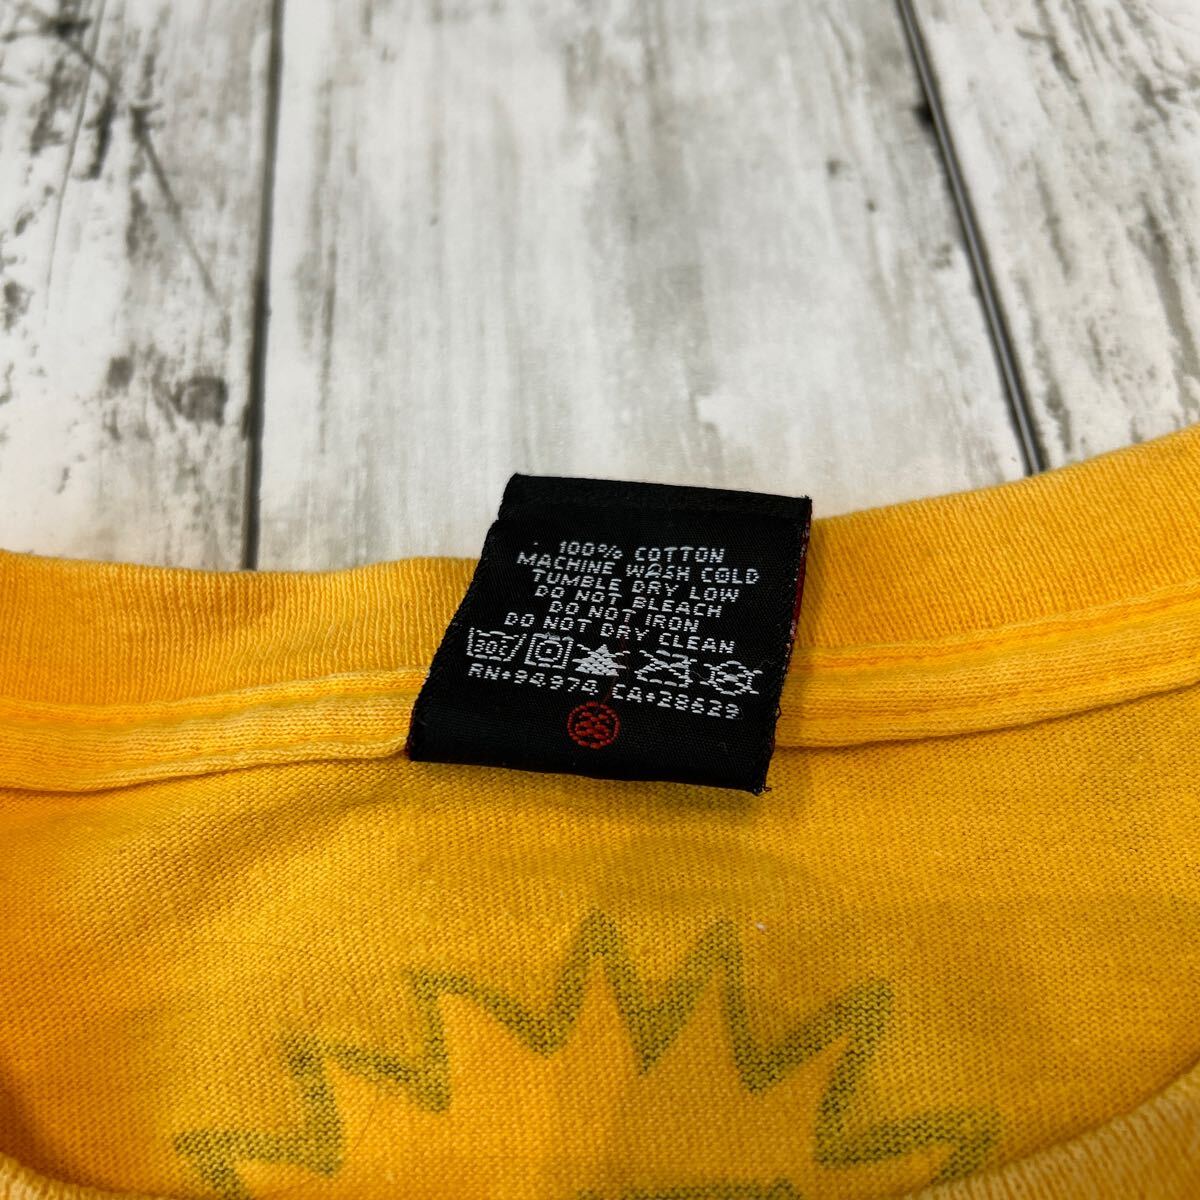 100% COTTON
MACHINE WASH COLD
TUMBLE DRY LOW
DO NOT BLEACH
DO NOT IRON
DO NOT DRY CLEAN
30c
RN•94974 CA•28629